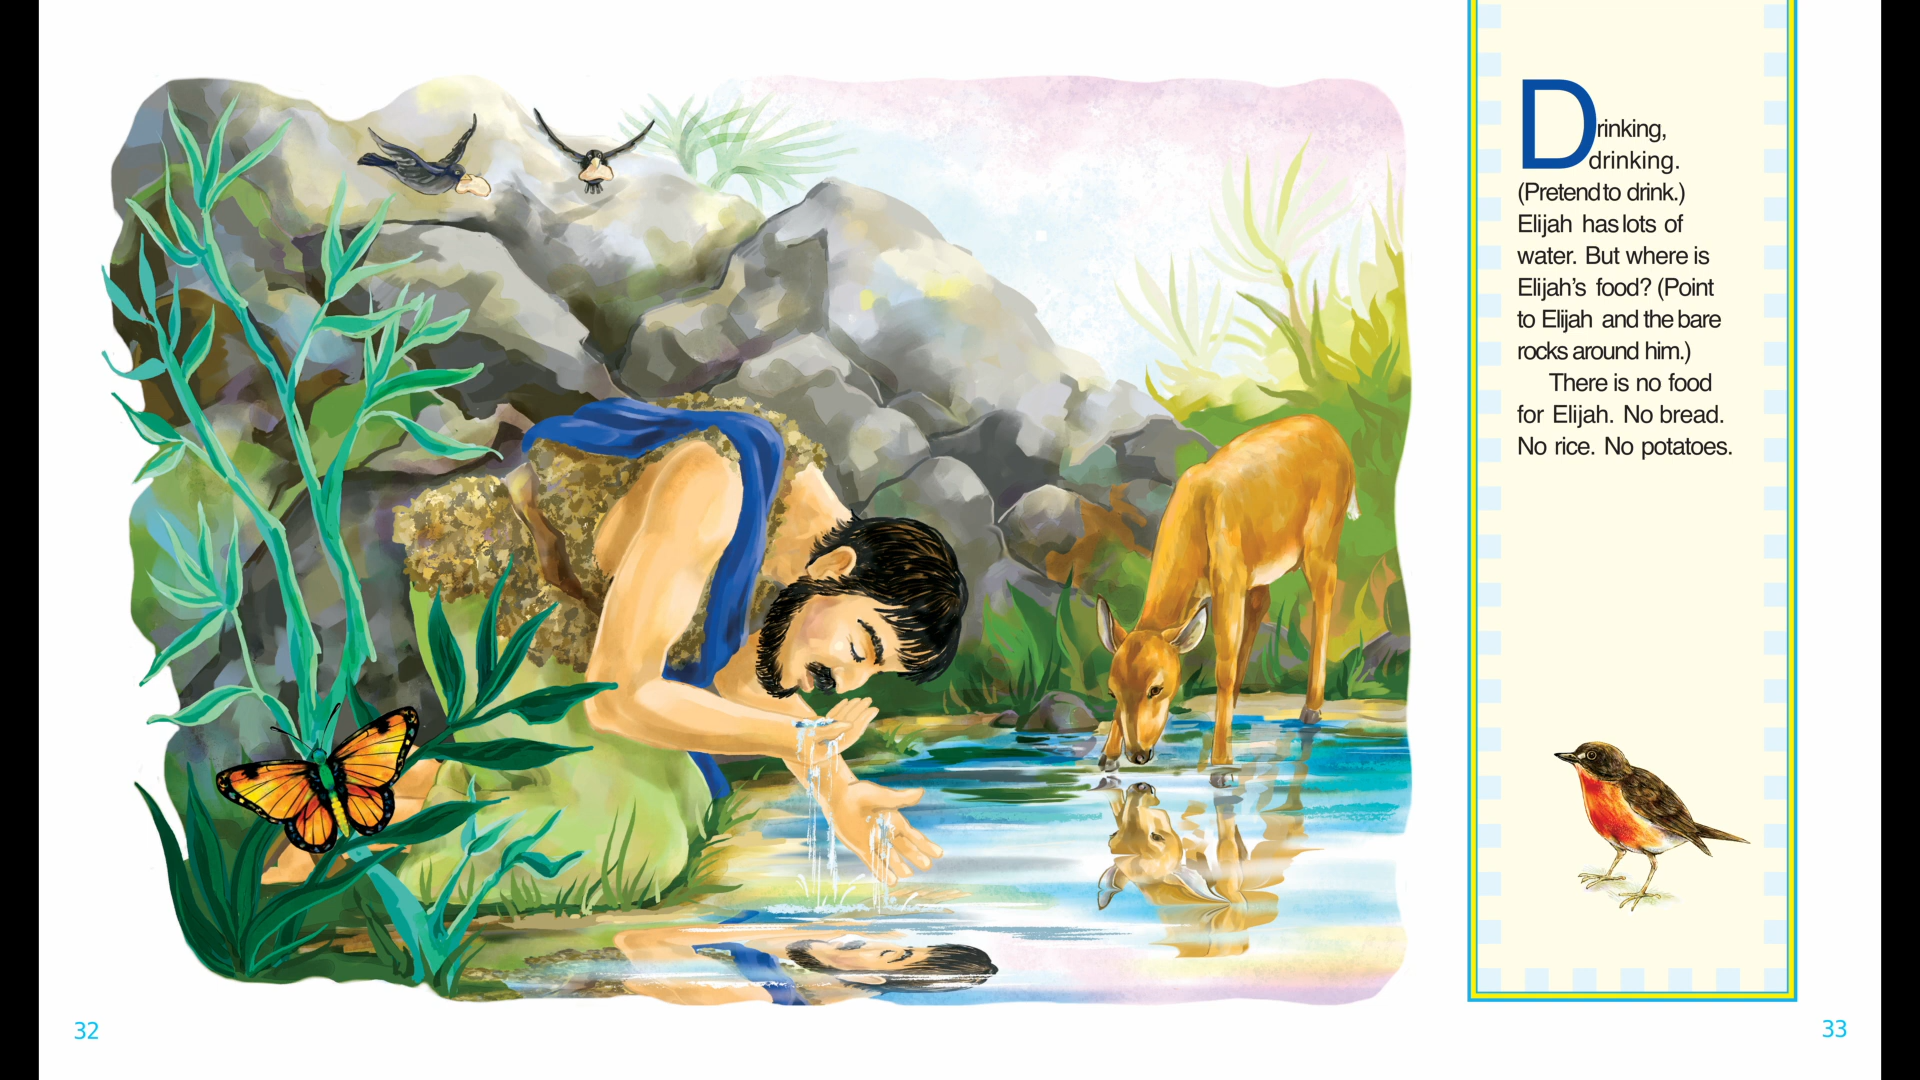 Drinking,
drinking.
(Pretend to drink.)
Elijah has lots of
water. But where is
Elijah’s food? (Point
to Elijah and the bare
rocks around him.)
There is no food
for Elijah. No bread.
No rice. No potatoes.
32
33